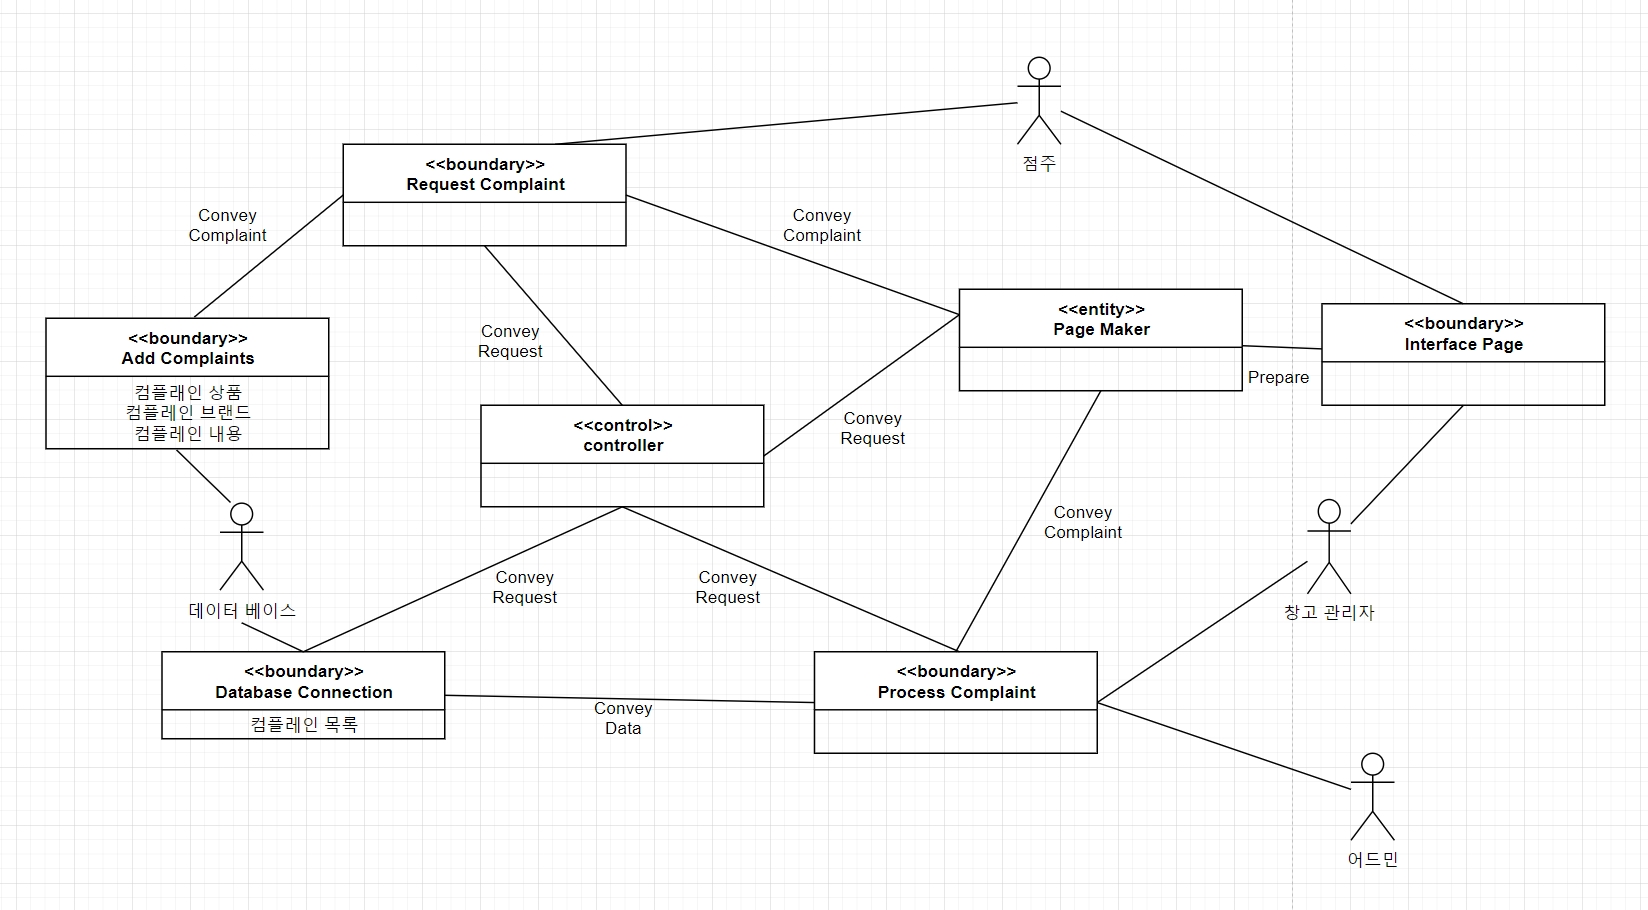 점주
<<boundary>>
Request Complaint
Convey
Complaint
Convey
Complaint
<<entity>>
Page Maker
<<boundary>>
Interface Page
Prepare
<<boundary>>
Add Complaints
컴플래인 상품
컴플레인 브랜드
컴플레인 내용
Convey
Request
<<control>>
controller
Convey
Request
Convey
Complaint
데이터 베이스
창고 관리자
Convey
Request
Convey
Request
<<boundary>>
Database Connection
컴플레인 목록
Convey
Data
<<boundary>>
Process Complaint
어드민